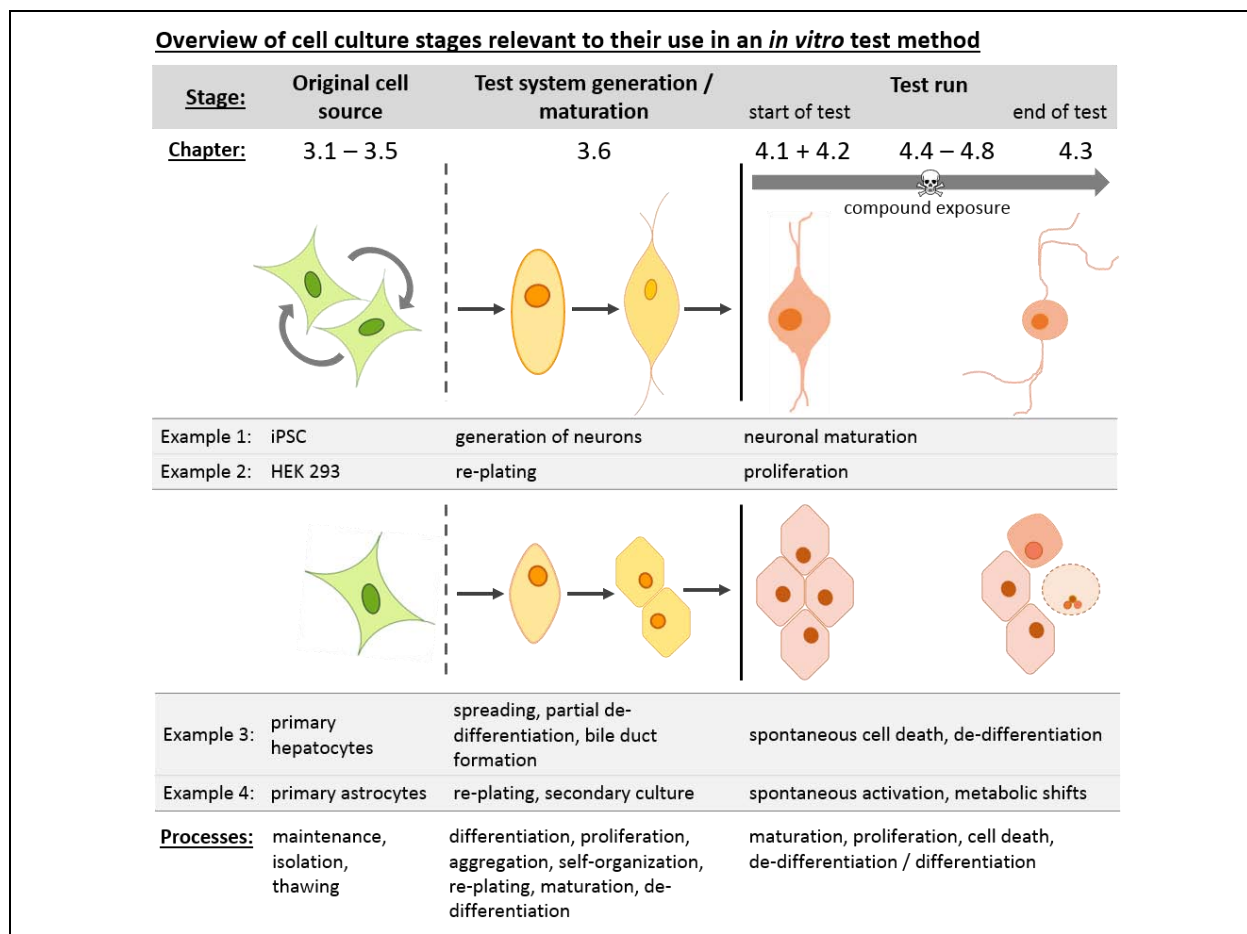 Overview of cell culture stages relevant to their use in an in vitro test method
Stage:
Original cell
source
Test system generation /
maturation
Test run
start of test
end of test
Chapter:
3.1 – 3.5
3.6
4.1 + 4.2
4.4 – 4.8
4.3
compound exposure
Example 1:
iPSC
generation of neurons
neuronal maturation
Example 2:
HEK 293
re-plating
proliferation
Example 3:
primary
hepatocytes
spreading, partial de-
differentiation, bile duct
formation
spontaneous cell death, de-differentiation
Example 4:
primary astrocytes
re-plating, secondary culture
spontaneous activation, metabolic shifts
Processes:
maintenance,
isolation,
thawing
differentiation, proliferation,
aggregation, self-organization,
re-plating, maturation, de-
differentiation
maturation, proliferation, cell death,
de-differentiation / differentiation